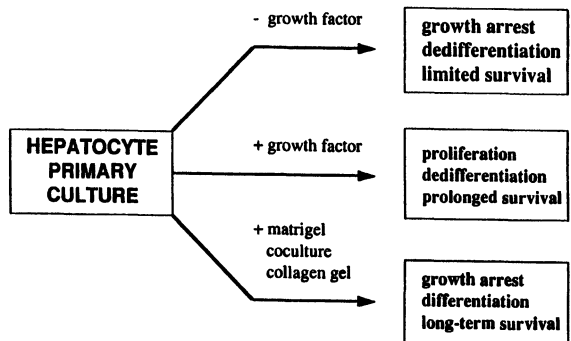 - growth factor
growth arrest
dedifferentiation
limited survival
HEPATOCYTE
PRIMARY
CULTURE
+ growth factor
proliferation
dedifferentiation
prolonged survival
+ matrigel
coculture
collagen gel
growth arrest
differentiation
long-term survival